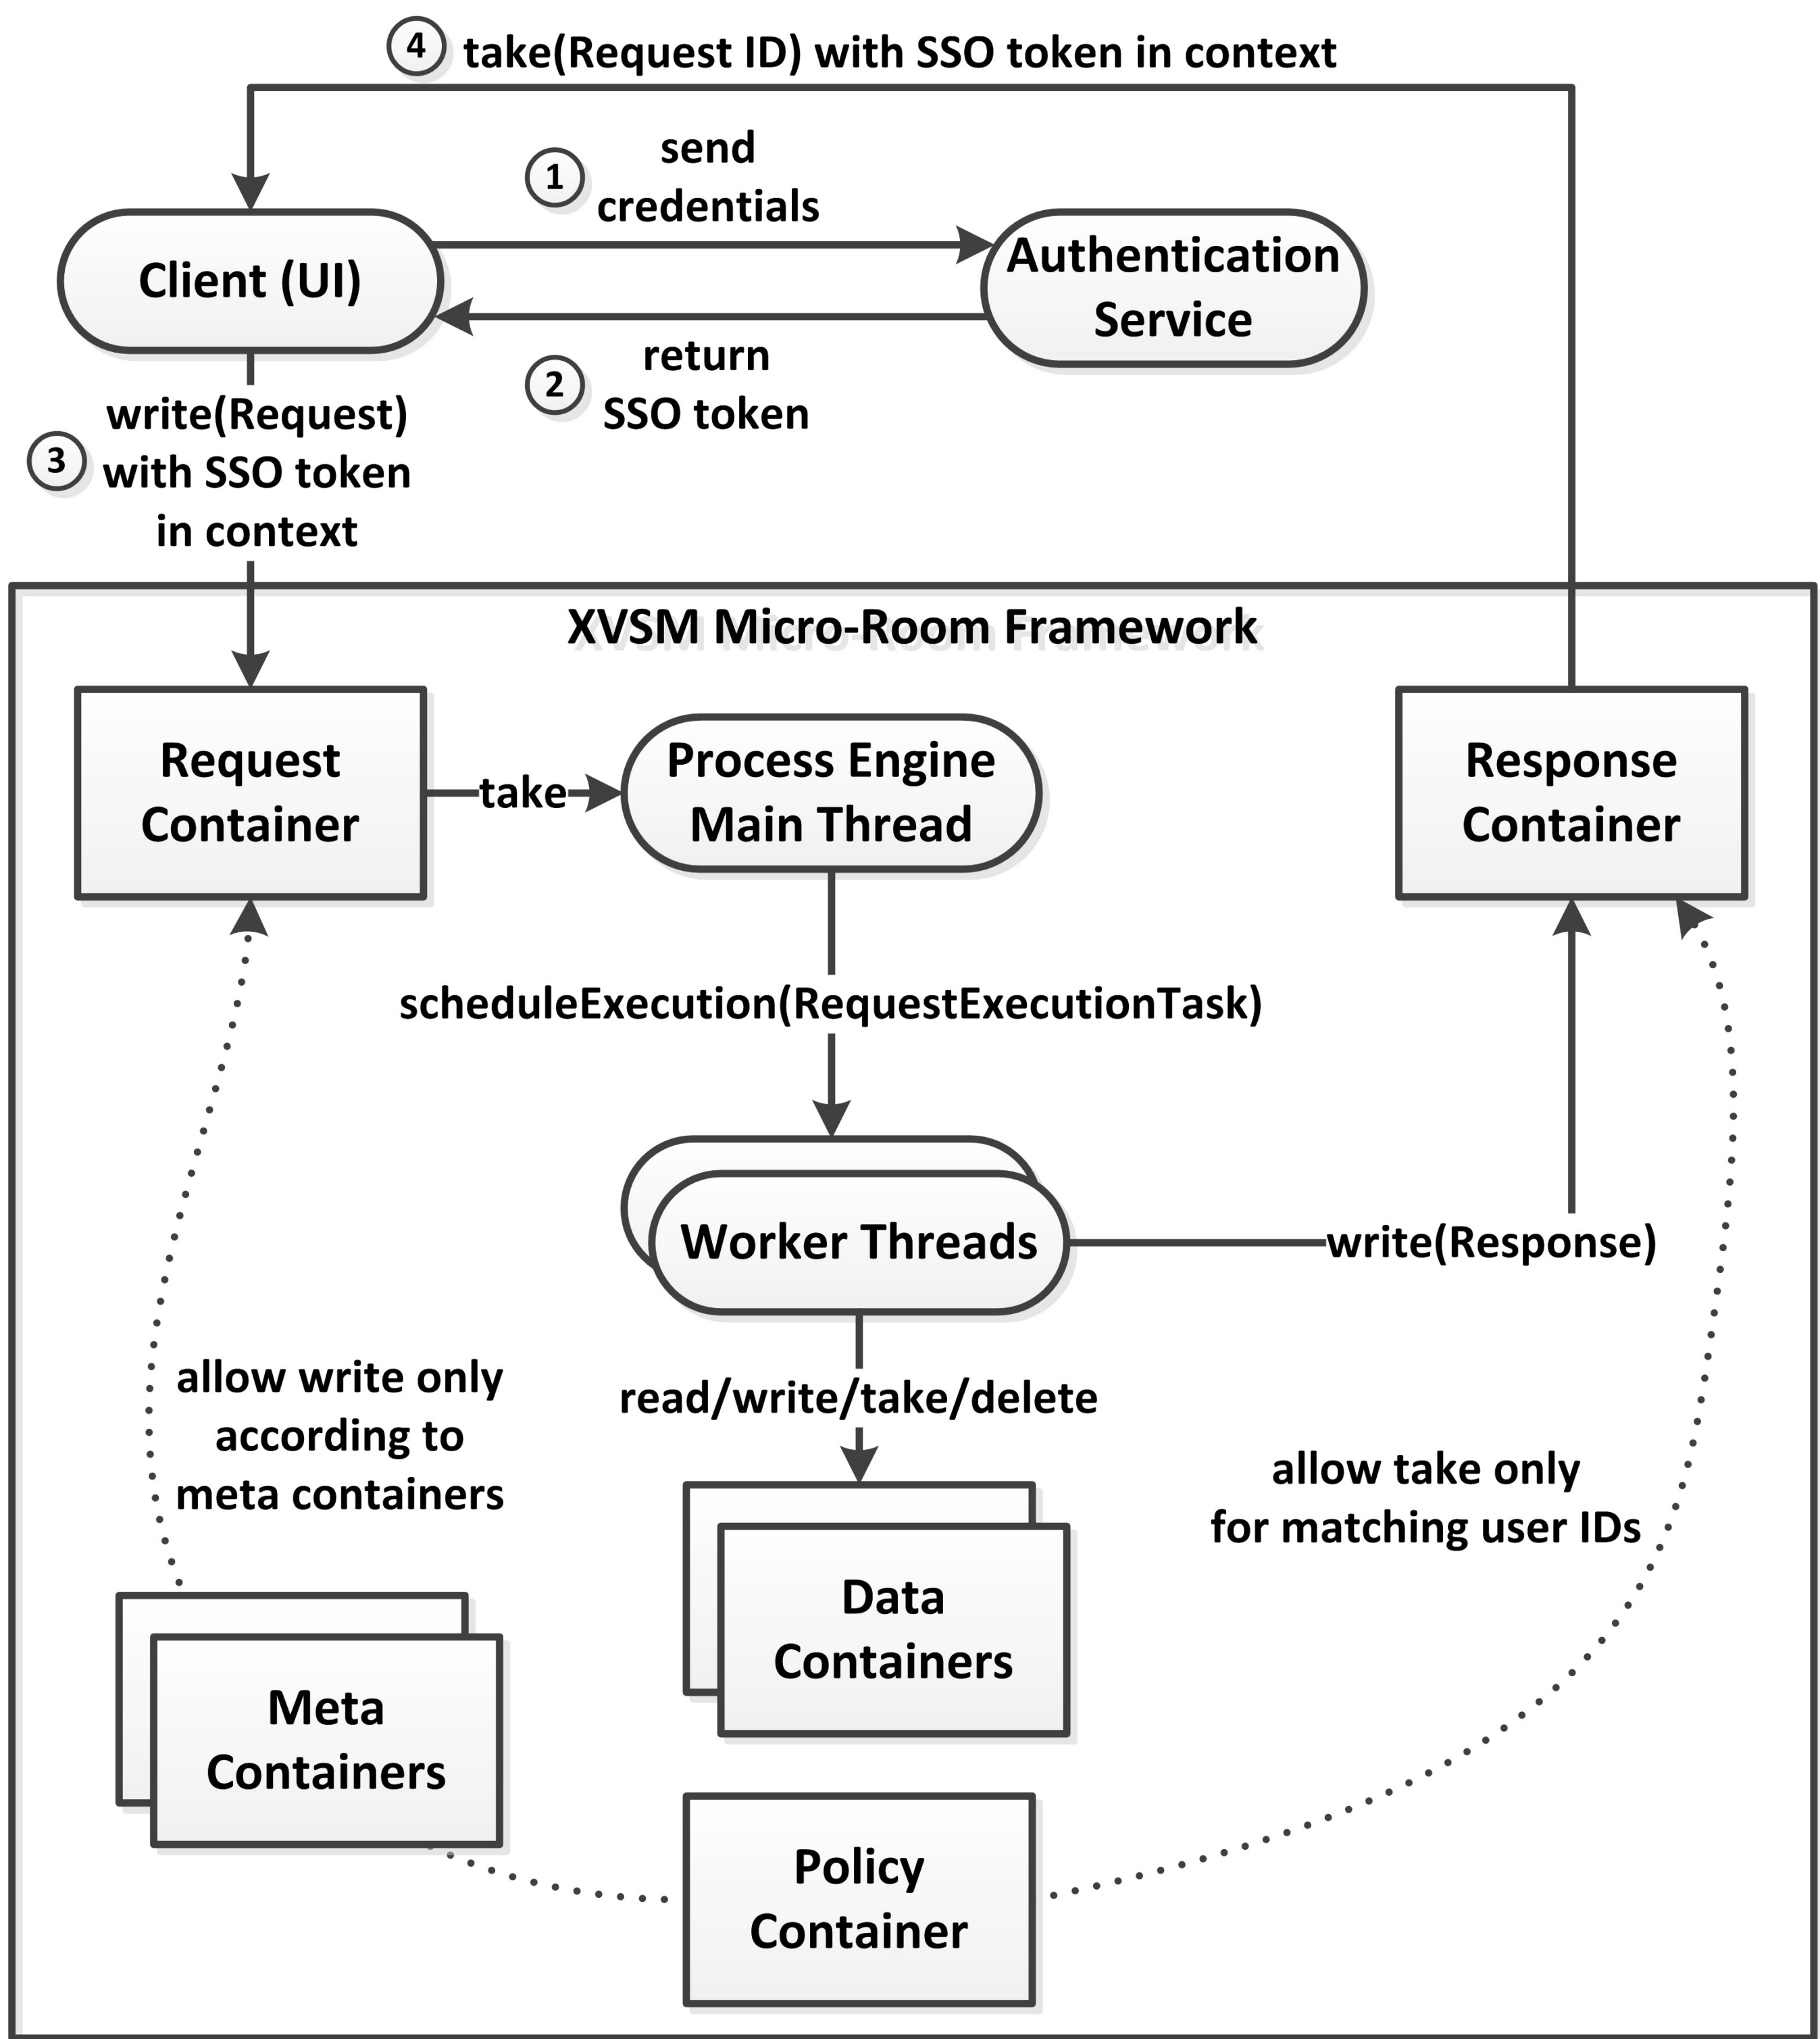 4 take(Request ID) with SSO token in context
1 send
credentials
Client (UI)
Authentication
Service
2 return
SSO token
3 write(Request)
with SSO token
in context
XVSM Micro-Room Framework
Request
Container
take
Process Engine
Main Thread
Response
Container
scheduleExecution(RequestExecutionTask)
Worker Threads
write(Response)
read/write/take/delete
allow write only
according to
meta containers
allow take only
for matching user IDs
Data
Containers
Meta
Containers
Policy
Container